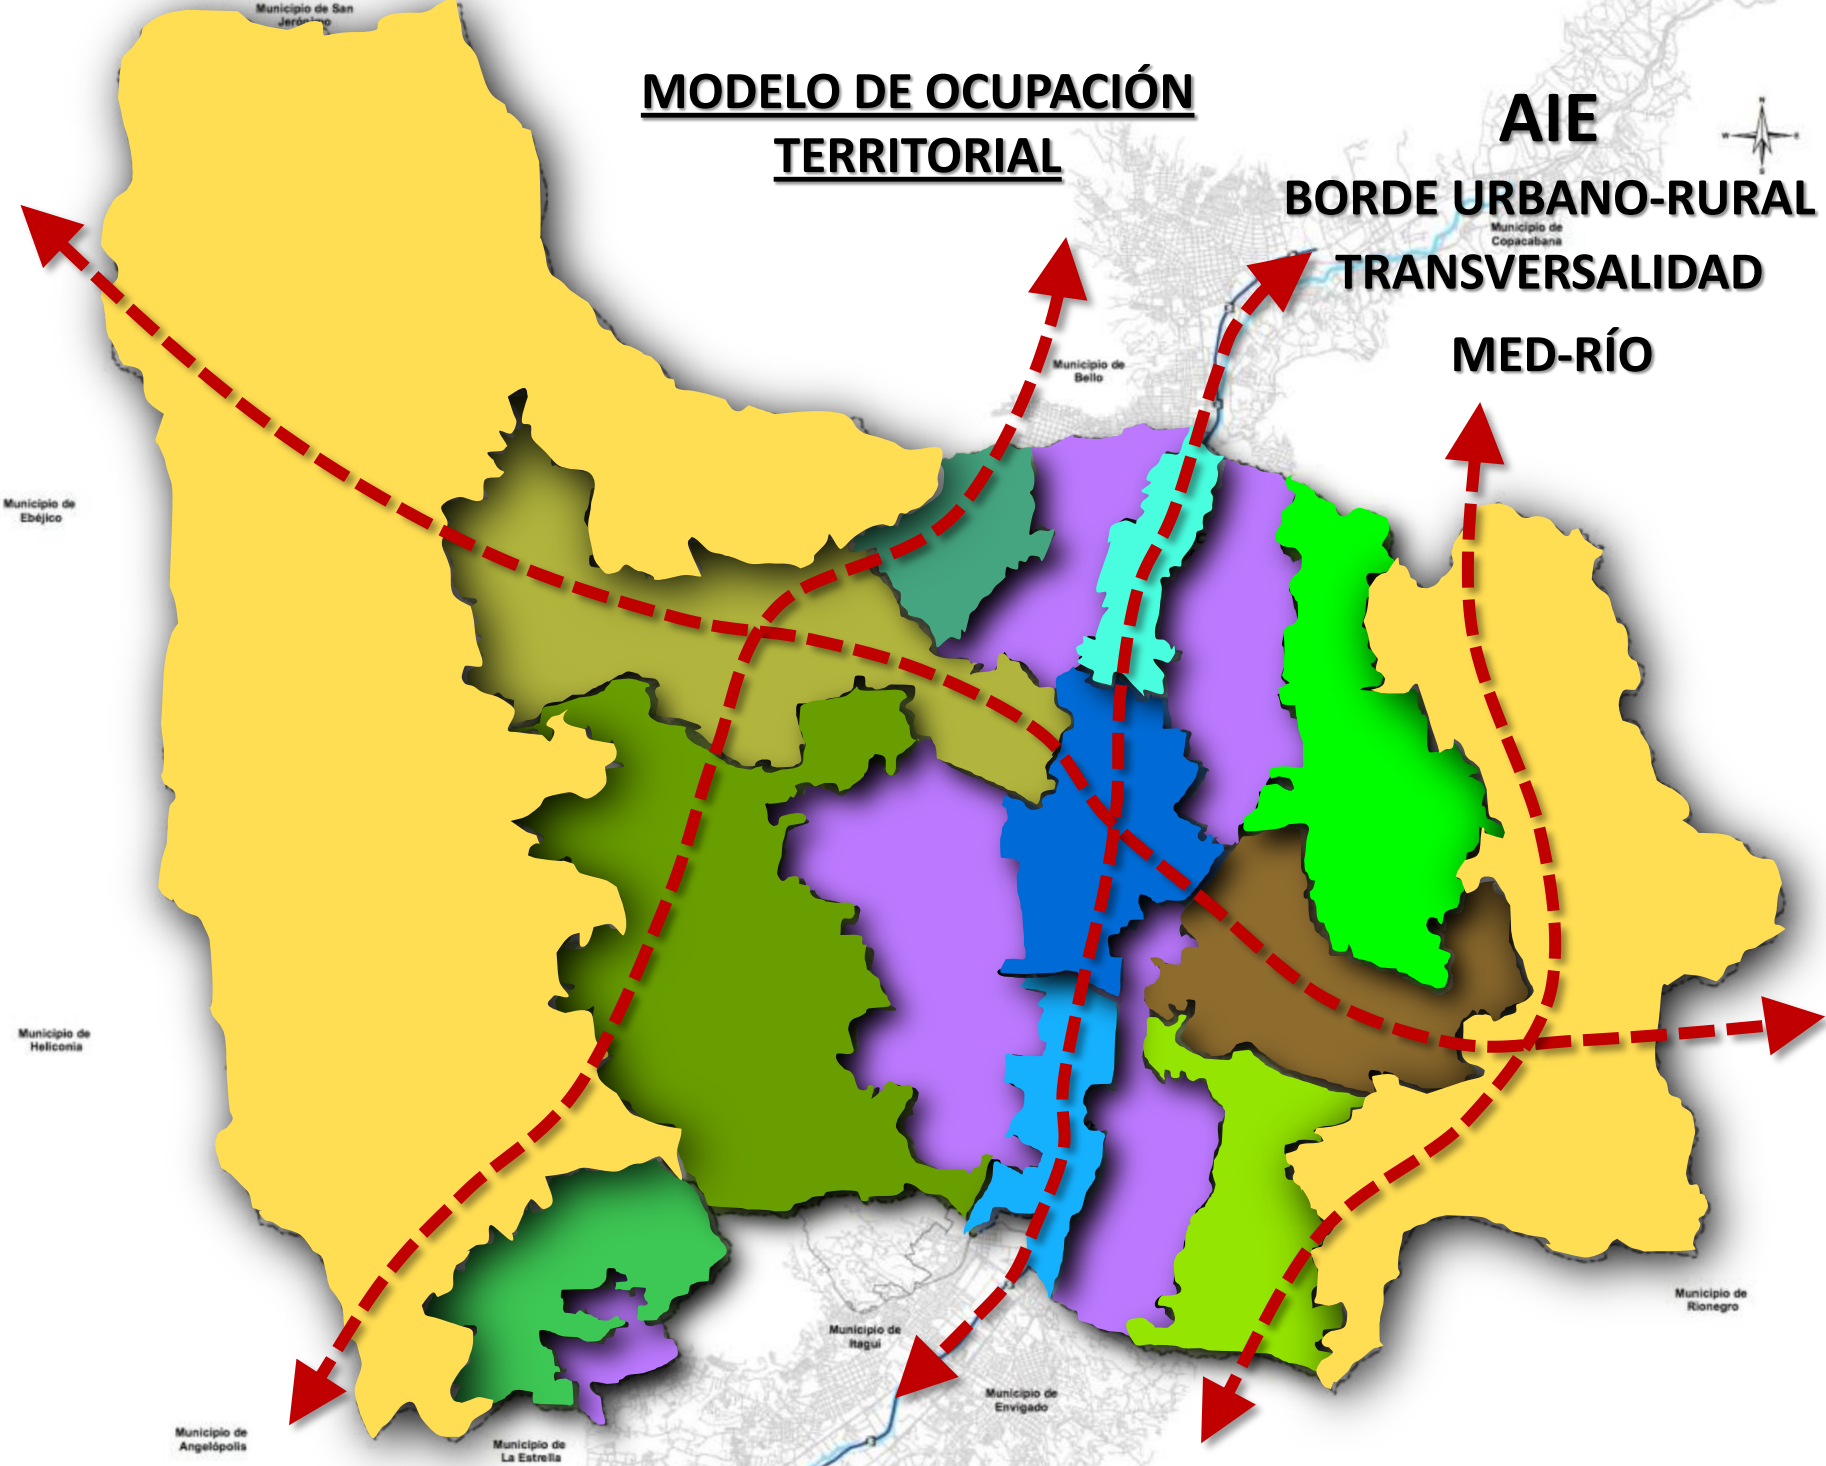 Municipio de San
Jerónimo
MODELO DE OCUPACIÓN
TERRITORIAL
AIE
BORDE URBANO-RURAL
Municipio de
Copacabana
TRANSVERSALIDAD
MED-RÍO
N
W
E
S
Municipio de
Bello
Municipio de
Ebéjico
Municipio de
Heliconia
Municipio de
Rionegro
Municipio de
Itagui
Municipio de
Envigado
Municipio de
Angelópolis
Municipio de
La Estrella